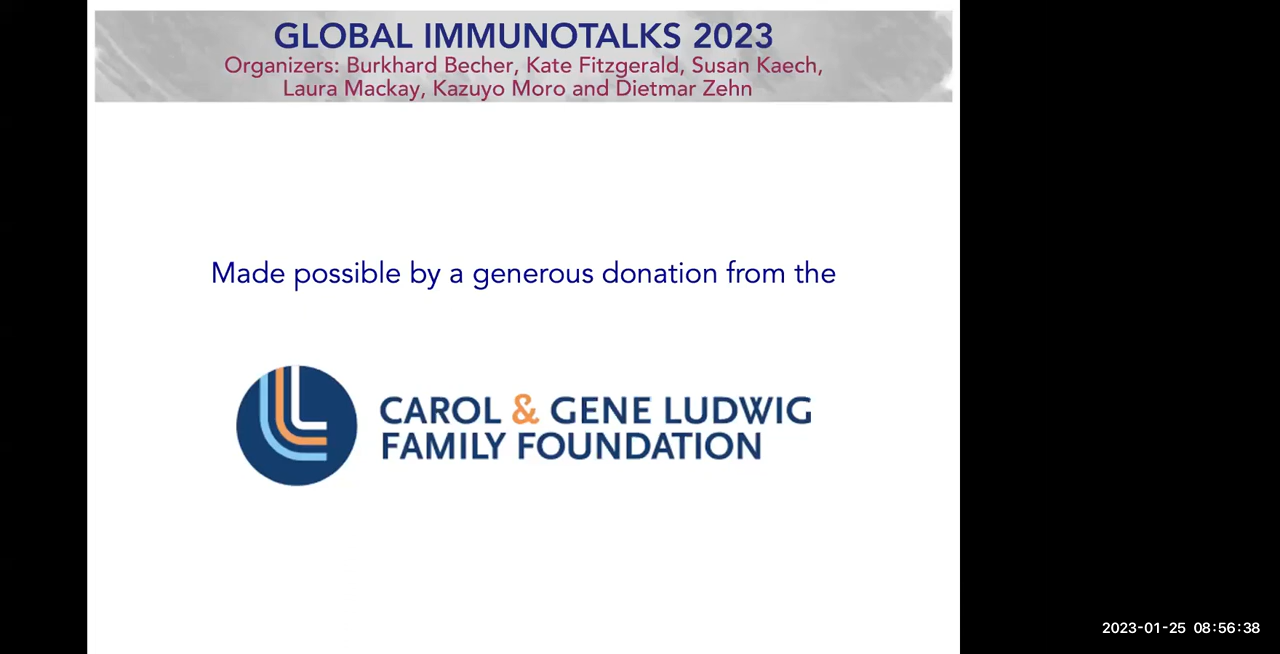 GLOBAL IMMUNOTALKS 2023
Organizers: Burkhard Becher, Kate Fitzgerald, Susan Kaech,
Laura Mackay, Kazuyo Moro and Dietmar Zehn
Made possible by a generous donation from the
CAROL & GENE LUDWIG
FAMILY FOUNDATION
2023-01-25 08:56:38